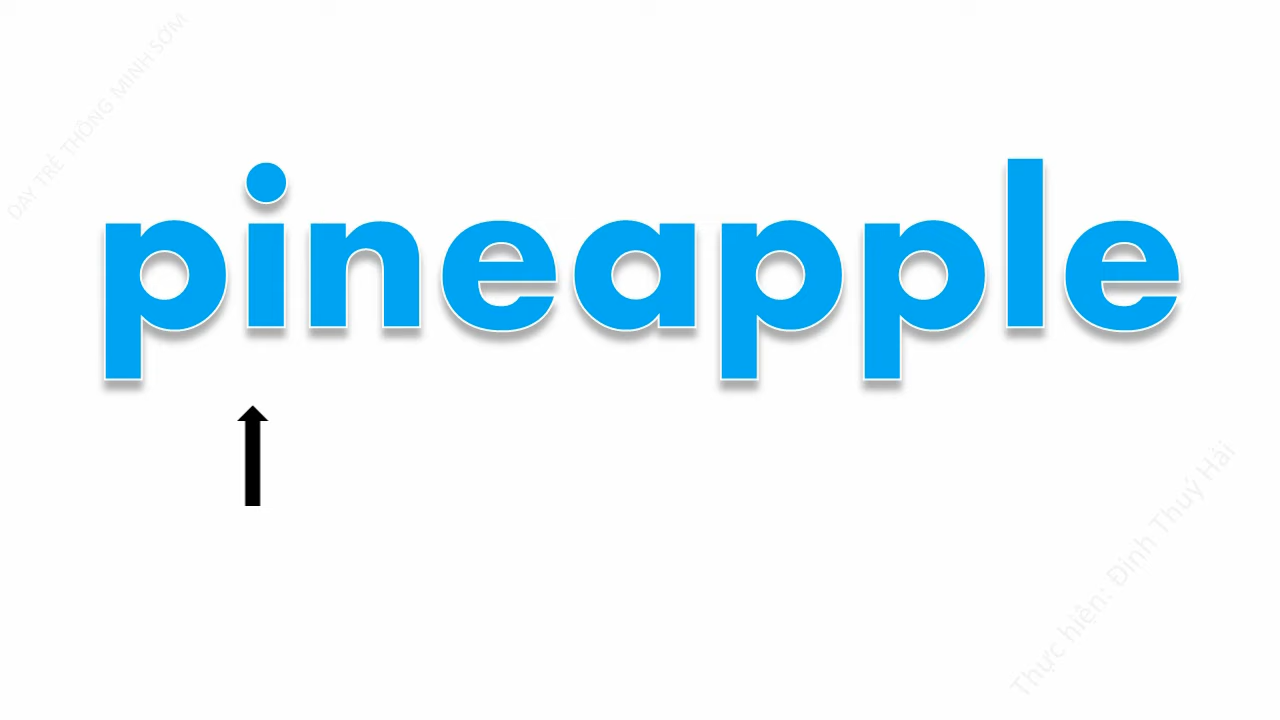 DẠY TRẺ THÔNG MINH SỚM
pineapple
Thực hiện: Đinh Thuý Hải